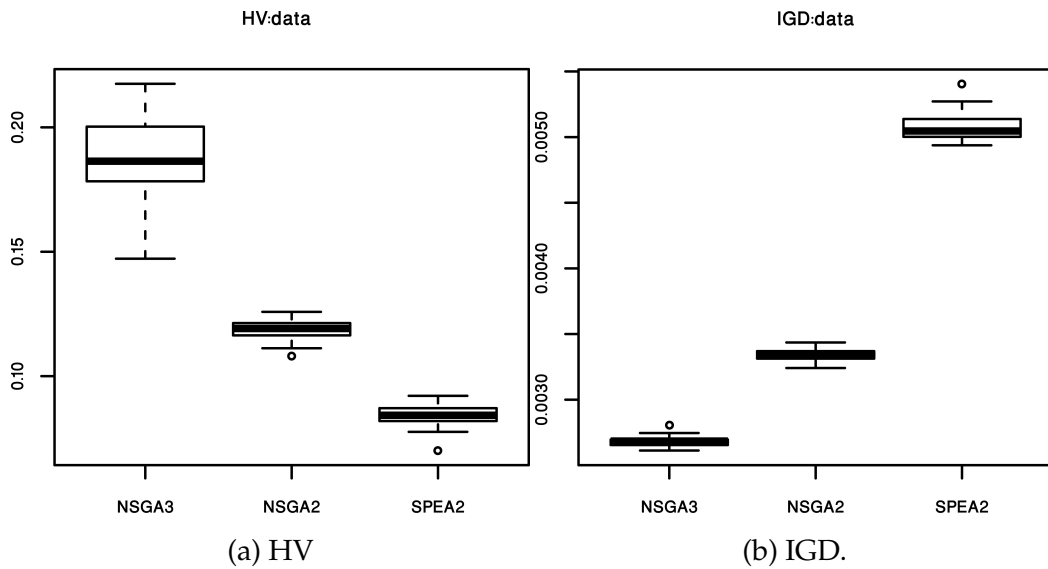 HV:data
0.20
0.15
0.10
NSGA3 NSGA2 SPEA2
(a) HV
IGD:data
0.0050
0.0040
0.0030
NSGA3 NSGA2 SPEA2
(b) IGD.